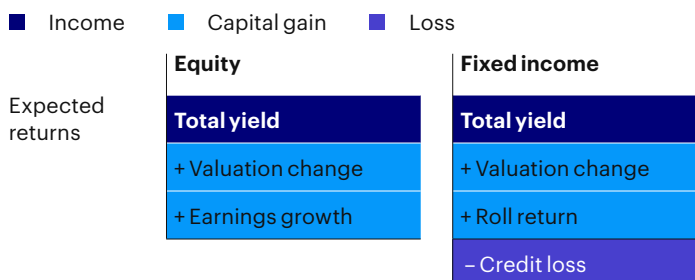 Income Capital gain Loss
Equity Fixed income
Expected
returns
Total yield Total yield
+ Valuation change + Valuation change
+ Earnings growth + Roll return
– Credit loss